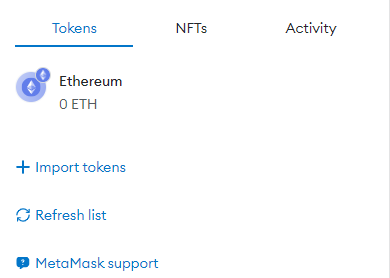 Tokens NFTs Activity
Ethereum
0 ETH
Import tokens
Refresh list
MetaMask support